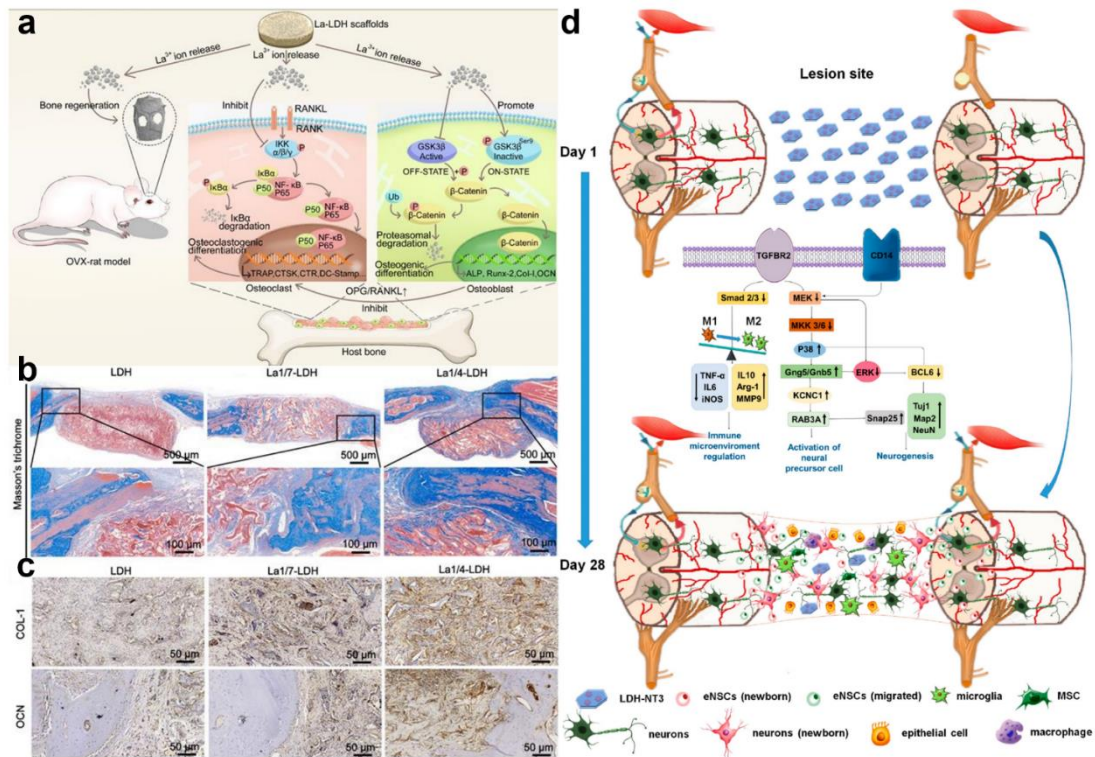 a
La-LDH scaffolds
La³⁺ ion release
La³⁺ ion release
La³⁺ ion release
Bone regeneration
Inhibit
Promote
RANKL
RANK
IKK
α/β/γ
P
IκBα
P
IκBα
P50
NF-κB
P65
P50
NF-κB
P65
IκBα
degradation
P50
NF-κB
P65
Osteoclastogenic
differentiation
TRAP,CTSK,CTR,DC-Stamp
Osteoclast
OVX-rat model
GSK3β
Active
P
Ser9
GSK3β
Inactive
OFF-STATE
+P
ON-STATE
β-Catenin
Ub
P
β-Catenin
β-Catenin
Proteasomal
degradation
β-Catenin
Osteogenic
differentiation
ALP, Runx-2,Col-I,OCN
OPG/RANKL↑
Osteoblast
Inhibit
Host bone
b
LDH
La1/7-LDH
La1/4-LDH
Masson's trichrome
500 µm
500 µm
500 µm
100 µm
100 µm
100 µm
c
LDH
La1/7-LDH
La1/4-LDH
COL-1
50 µm
50 µm
50 µm
OCN
50 µm
50 µm
50 µm
d
Lesion site
Day 1
TGFBR2
CD14
Smad 2/3↓
MEK↓
M1
M2
MKK 3/6↓
P38↑
TNF-α
IL6
iNOS
IL10
Arg-1
MMP9
Gng5/Gnb5↑
ERK↓
BCL6↓
KCNC1↑
RAB3A↑
Snap25↑
Tuj1
Map2
NeuN
Immune
microenviroment
regulation
Activation of
neural
precursor cell
Neurogenesis
Day 28
LDH-NT3
eNSCs (newborn)
eNSCs (migrated)
microglia
MSC
neurons
neurons (newborn)
epithelial cell
macrophage